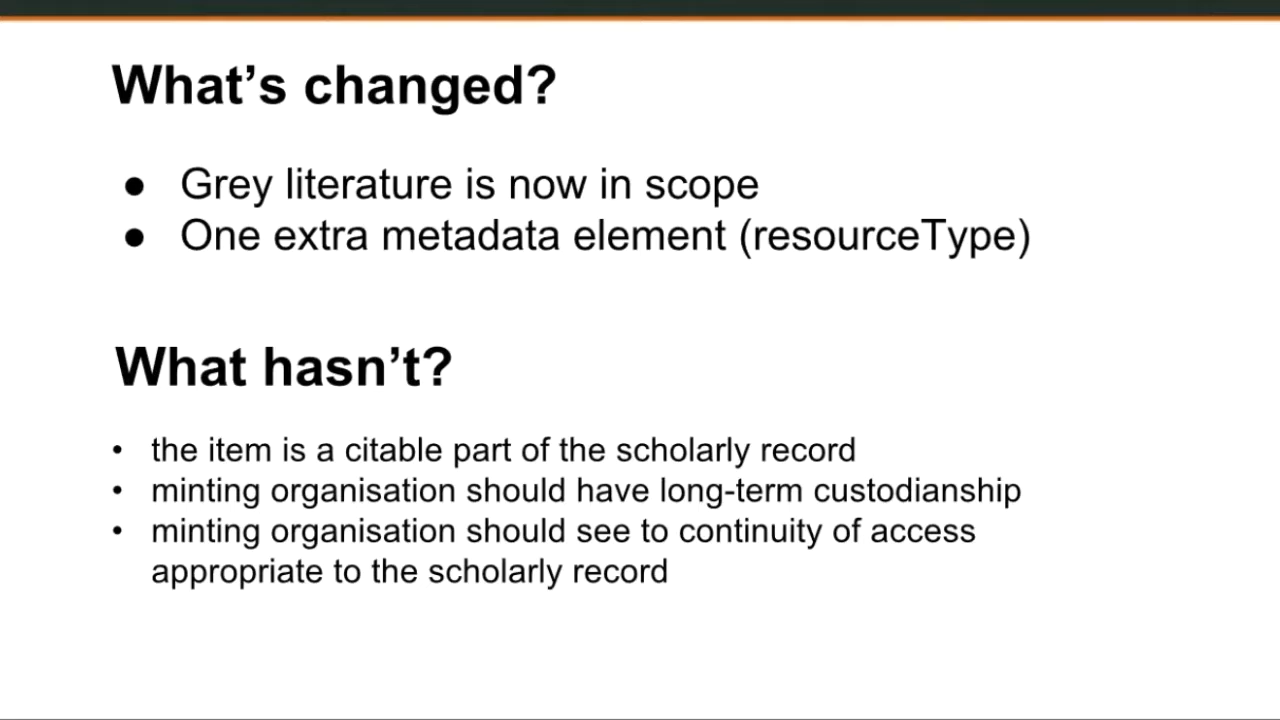 What’s changed?
● Grey literature is now in scope
● One extra metadata element (resourceType)
What hasn’t?
• the item is a citable part of the scholarly record
• minting organisation should have long-term custodianship
• minting organisation should see to continuity of access
appropriate to the scholarly record